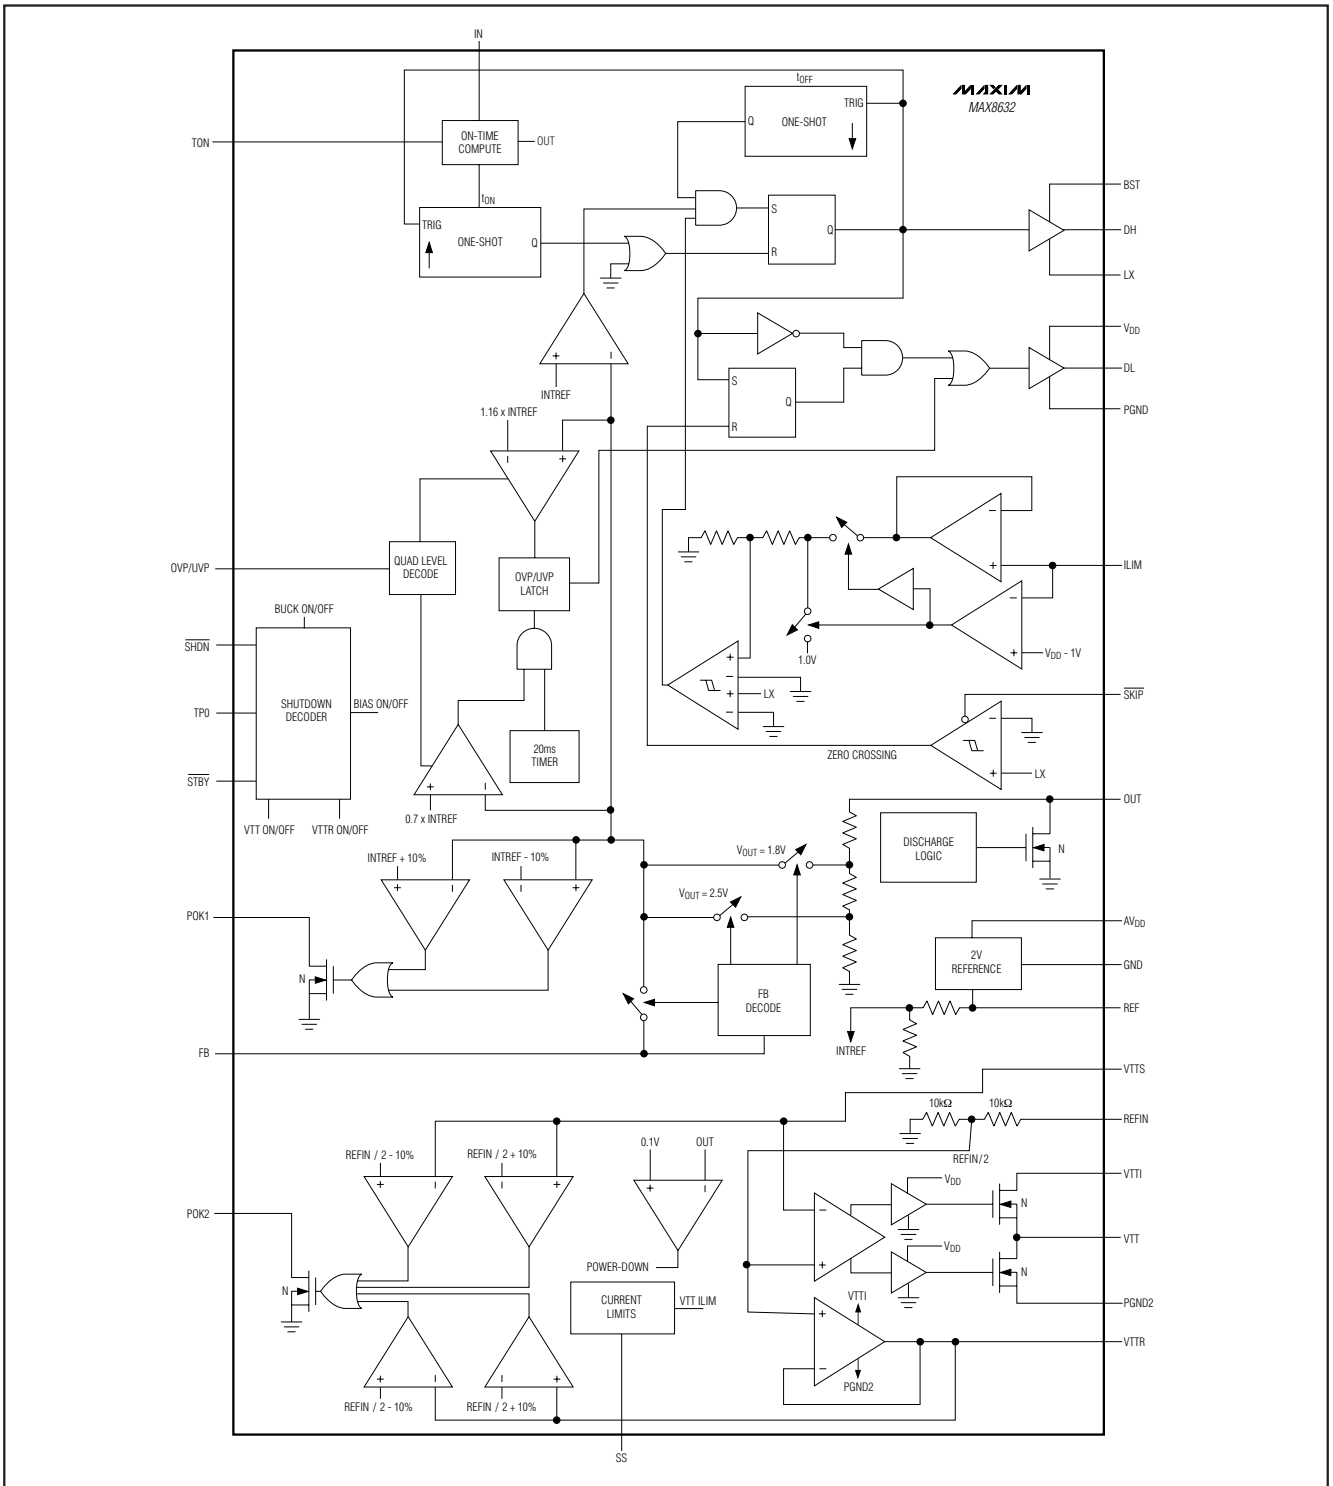 IN
tOFF
MAXIM
MAX8632
TRIG
Q
ONE-SHOT
TON
ON-TIME
COMPUTE
OUT
tON
TRIG
ONE-SHOT
Q
S
Q
R
BST
DH
LX
+
–
INTREF
VDD
DL
PGND
S
Q
R
1.16 x INTREF
–
+
OVP/UVP
QUAD LEVEL
DECODE
OVP/UVP
LATCH
–
+
ILIM
–
+
VDD - 1V
1.0V
BUCK ON/OFF
SHDN
TP0
STBY
SHUTDOWN
DECODER
BIAS ON/OFF
VTT ON/OFF
VTTR ON/OFF
20ms
TIMER
+
–
0.7 x INTREF
+
–
+
–
LX
SKIP
–
+
LX
ZERO CROSSING
OUT
DISCHARGE
LOGIC
N
INTREF + 10%
INTREF - 10%
+
–
–
+
VOUT = 1.8V
VOUT = 2.5V
POK1
N
FB
DECODE
FB
AVDD
2V
REFERENCE
GND
REF
INTREF
VTTS
10kΩ
10kΩ
REFIN
REFIN/2
REFIN / 2 - 10%
REFIN / 2 + 10%
+
–
–
+
0.1V
OUT
+
–
POWER-DOWN
POK2
N
CURRENT
LIMITS
VTT ILIM
SS
+
–
–
+
REFIN / 2 - 10%
REFIN / 2 + 10%
–
+
VDD
VDD
N
N
VTTI
VTT
PGND2
+
–
VTTI
PGND2
VTTR